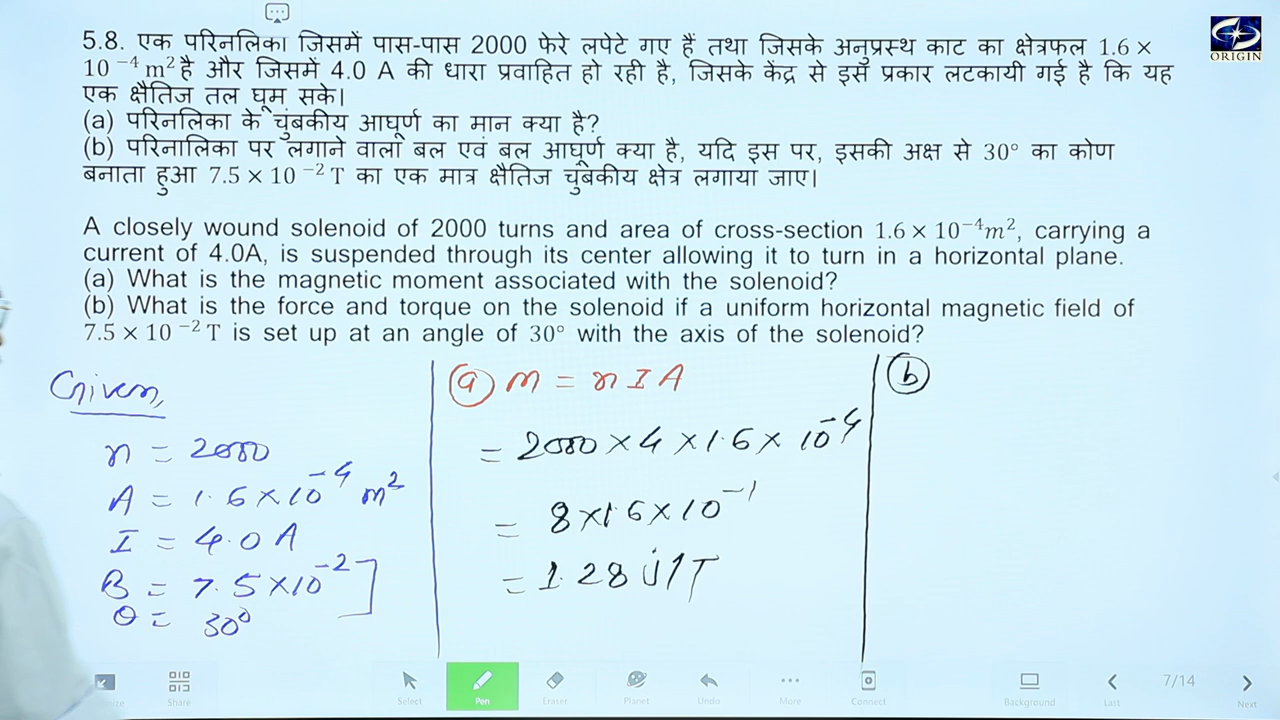 5.8. एक परिनलिका जिसमें पास-पास 2000 फेरे लपेटे गए हैं तथा जिसके अनुप्रस्थ काट का क्षेत्रफल 1.6 ×
10 ⁻⁴ m² है और जिसमें 4.0 A की धारा प्रवाहित हो रही है, जिसके केंद्र से इस प्रकार लटकायी गई है कि यह
एक क्षैतिज तल घूम सके।
(a) परिनलिका के चुंबकीय आघूर्ण का मान क्या है?
(b) परिनालिका पर लगाने वाला बल एवं बल आघूर्ण क्या है, यदि इस पर, इसकी अक्ष से 30° का कोण
बनाता हुआ 7.5 × 10 ⁻² T का एक मात्र क्षैतिज चुंबकीय क्षेत्र लगाया जाए।
A closely wound solenoid of 2000 turns and area of cross-section 1.6 × 10⁻⁴m², carrying a
current of 4.0A, is suspended through its center allowing it to turn in a horizontal plane.
(a) What is the magnetic moment associated with the solenoid?
(b) What is the force and torque on the solenoid if a uniform horizontal magnetic field of
7.5 × 10 ⁻² T is set up at an angle of 30° with the axis of the solenoid?
Given,
n = 2000
A = 1.6 × 10⁻⁴ m²
I = 4.0 A
B = 7.5 × 10⁻² ]
θ = 30°
(a) m = n I A
= 2000 × 4 × 1.6 × 10⁻⁴
= 8 × 1.6 × 10⁻¹
= 1.28 J/T
(b)
ORIGIN
Share
Select
Pen
Eraser
Planet
Undo
More
Connect
Background
Last
7/14
Next